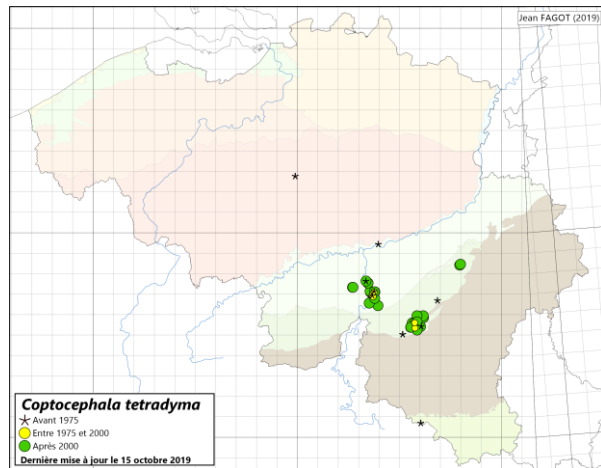 Jean FAGOT (2019)
Coptocephala tetradyma
Avant 1975
Entre 1975 et 2000
Après 2000
Dernière mise à jour le 15 octobre 2019